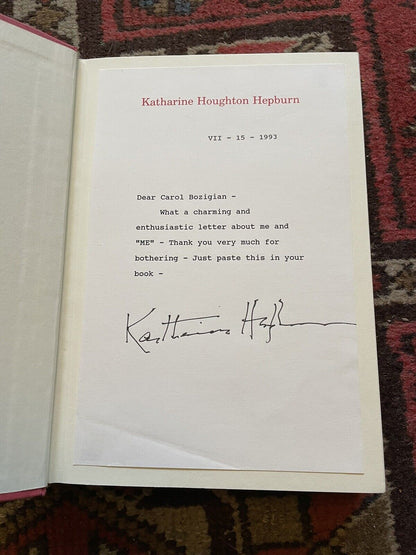 Katharine Houghton Hepburn
VII - 15 - 1993
Dear Carol Bozigian -
What a charming and
enthusiastic letter about me and
"ME" - Thank you very much for
bothering - Just paste this in your
book -
Katharine Hepburn